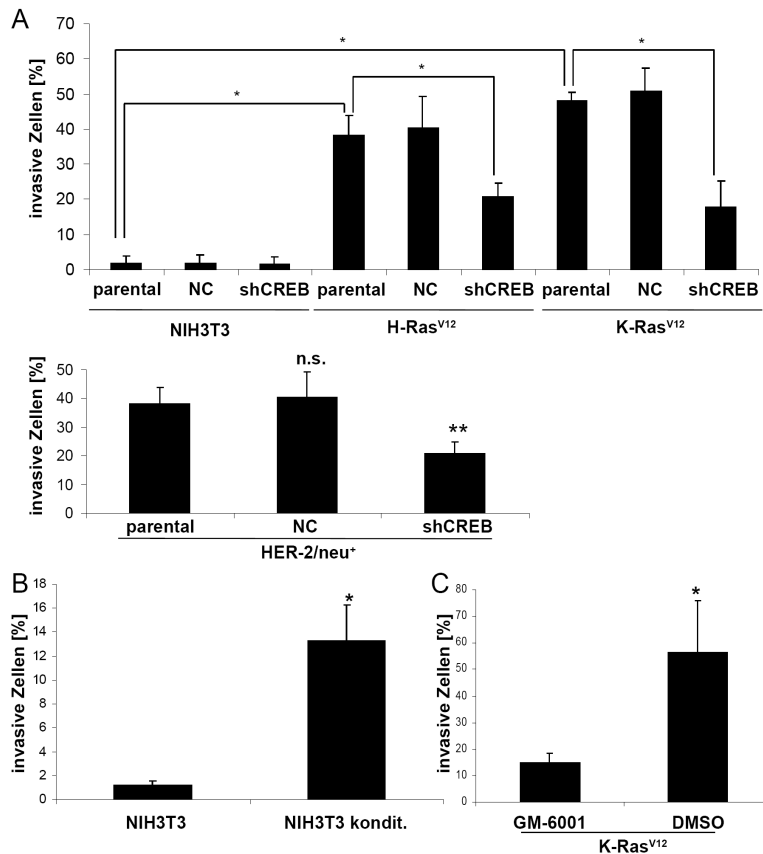 A
invasive Zellen [%]
70
60
50
40
30
20
10
0
*
*
*
*
parental NC shCREB parental NC shCREB parental NC shCREB
NIH3T3 H-Rasⱽ¹² K-Rasⱽ¹²
invasive Zellen [%]
50
40
30
20
10
0
n.s.
**
parental NC shCREB
HER-2/neu⁺
B
invasive Zellen [%]
18
16
14
12
10
8
6
4
2
0
*
NIH3T3 NIH3T3 kondit.
C
invasive Zellen [%]
80
70
60
50
40
30
20
10
0
*
GM-6001 DMSO
K-Rasⱽ¹²